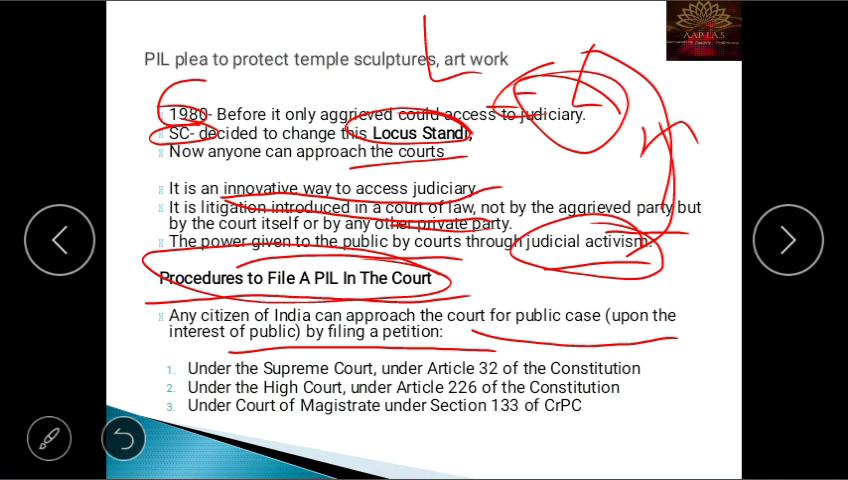 AAP I.A.S
PIL plea to protect temple sculptures, art work
1980- Before it only aggrieved could access to judiciary.
SC- decided to change this Locus Standi,
Now anyone can approach the courts
It is an innovative way to access judiciary.
It is litigation introduced in a court of law, not by the aggrieved party but
by the court itself or by any other private party.
The power given to the public by courts through judicial activism.
Procedures to File A PIL In The Court
Any citizen of India can approach the court for public case (upon the
interest of public) by filing a petition:
1. Under the Supreme Court, under Article 32 of the Constitution
2. Under the High Court, under Article 226 of the Constitution
3. Under Court of Magistrate under Section 133 of CrPC